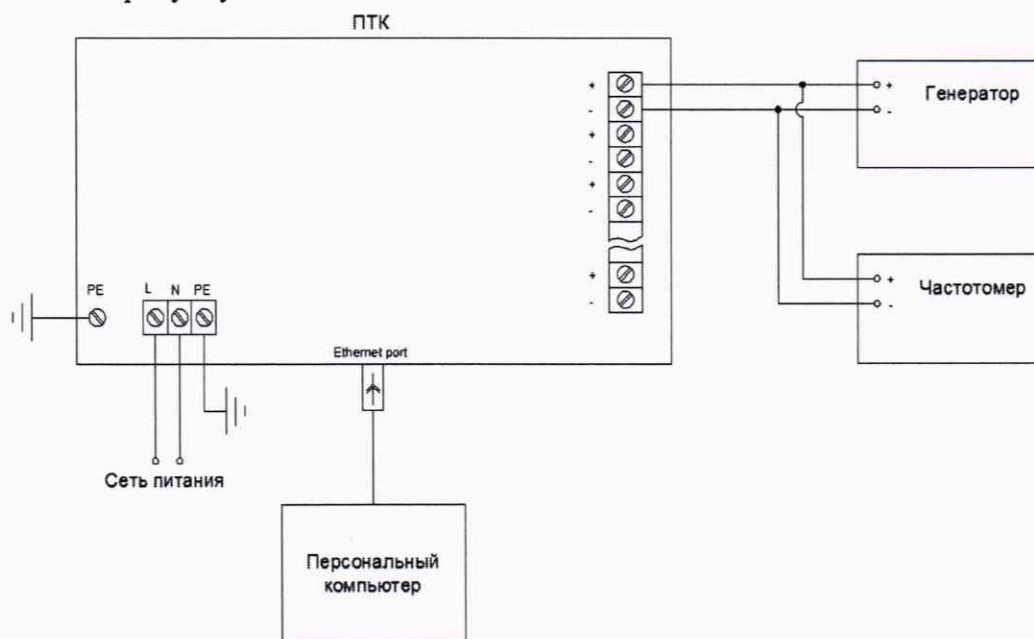 ПТК
+
-
+
-
+
-
+
-
+
-
Генератор
+
-
Частотомер
PE
L N PE
Ethernet port
Сеть питания
Персональный
компьютер